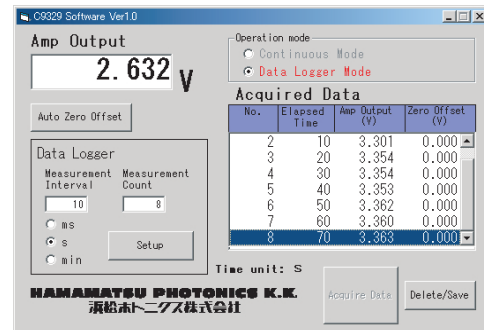 C9329 Software Ver1.0
Amp Output
2.632 V
Auto Zero Offset
Operation mode
Continuous Mode
Data Logger Mode
Acquired Data
No. Elapsed Time Amp Output (V) Zero Offset (V)
2 10 3.301 0.000
3 20 3.354 0.000
4 30 3.354 0.000
5 40 3.353 0.000
6 50 3.362 0.000
7 60 3.360 0.000
8 70 3.363 0.000
Data Logger
Measurement Interval Measurement Count
10 8
ms
s
min
Setup
Time unit: S
HAMAMATSU PHOTONICS K.K.
浜松ホトニクス株式会社
Acquire Data
Delete/Save